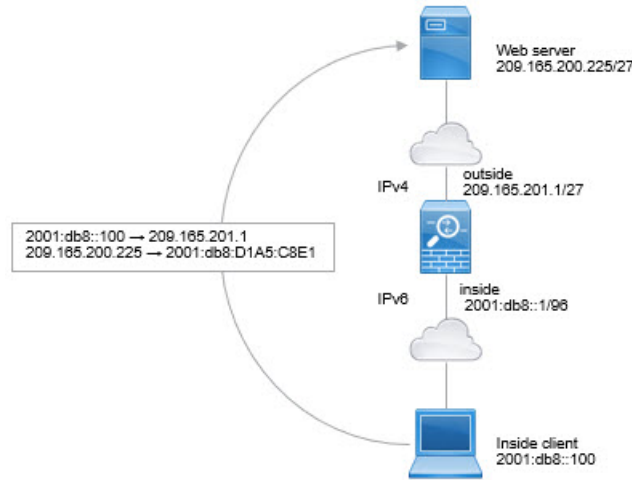 Web server
209.165.200.225/27
IPv4
outside
209.165.201.1/27
2001:db8::100 → 209.165.201.1
209.165.200.225 → 2001:db8:D1A5:C8E1
IPv6
inside
2001:db8::1/96
Inside client
2001:db8::100